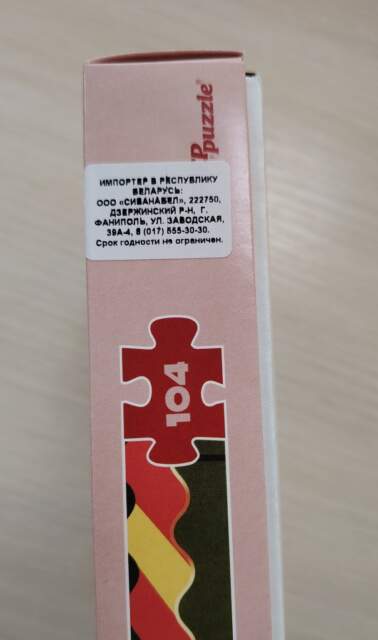 puzzle®
ИМПОРТЕР В РЕСПУБЛИКУ
БЕЛАРУСЬ:
ООО «СИВАНАБЕЛ», 222750,
ДЗЕРЖИНСКИЙ Р-Н, Г.
ФАНИПОЛЬ, УЛ. ЗАВОДСКАЯ,
39А-4, 8 (017) 555-30-30.
Срок годности не ограничен.
104